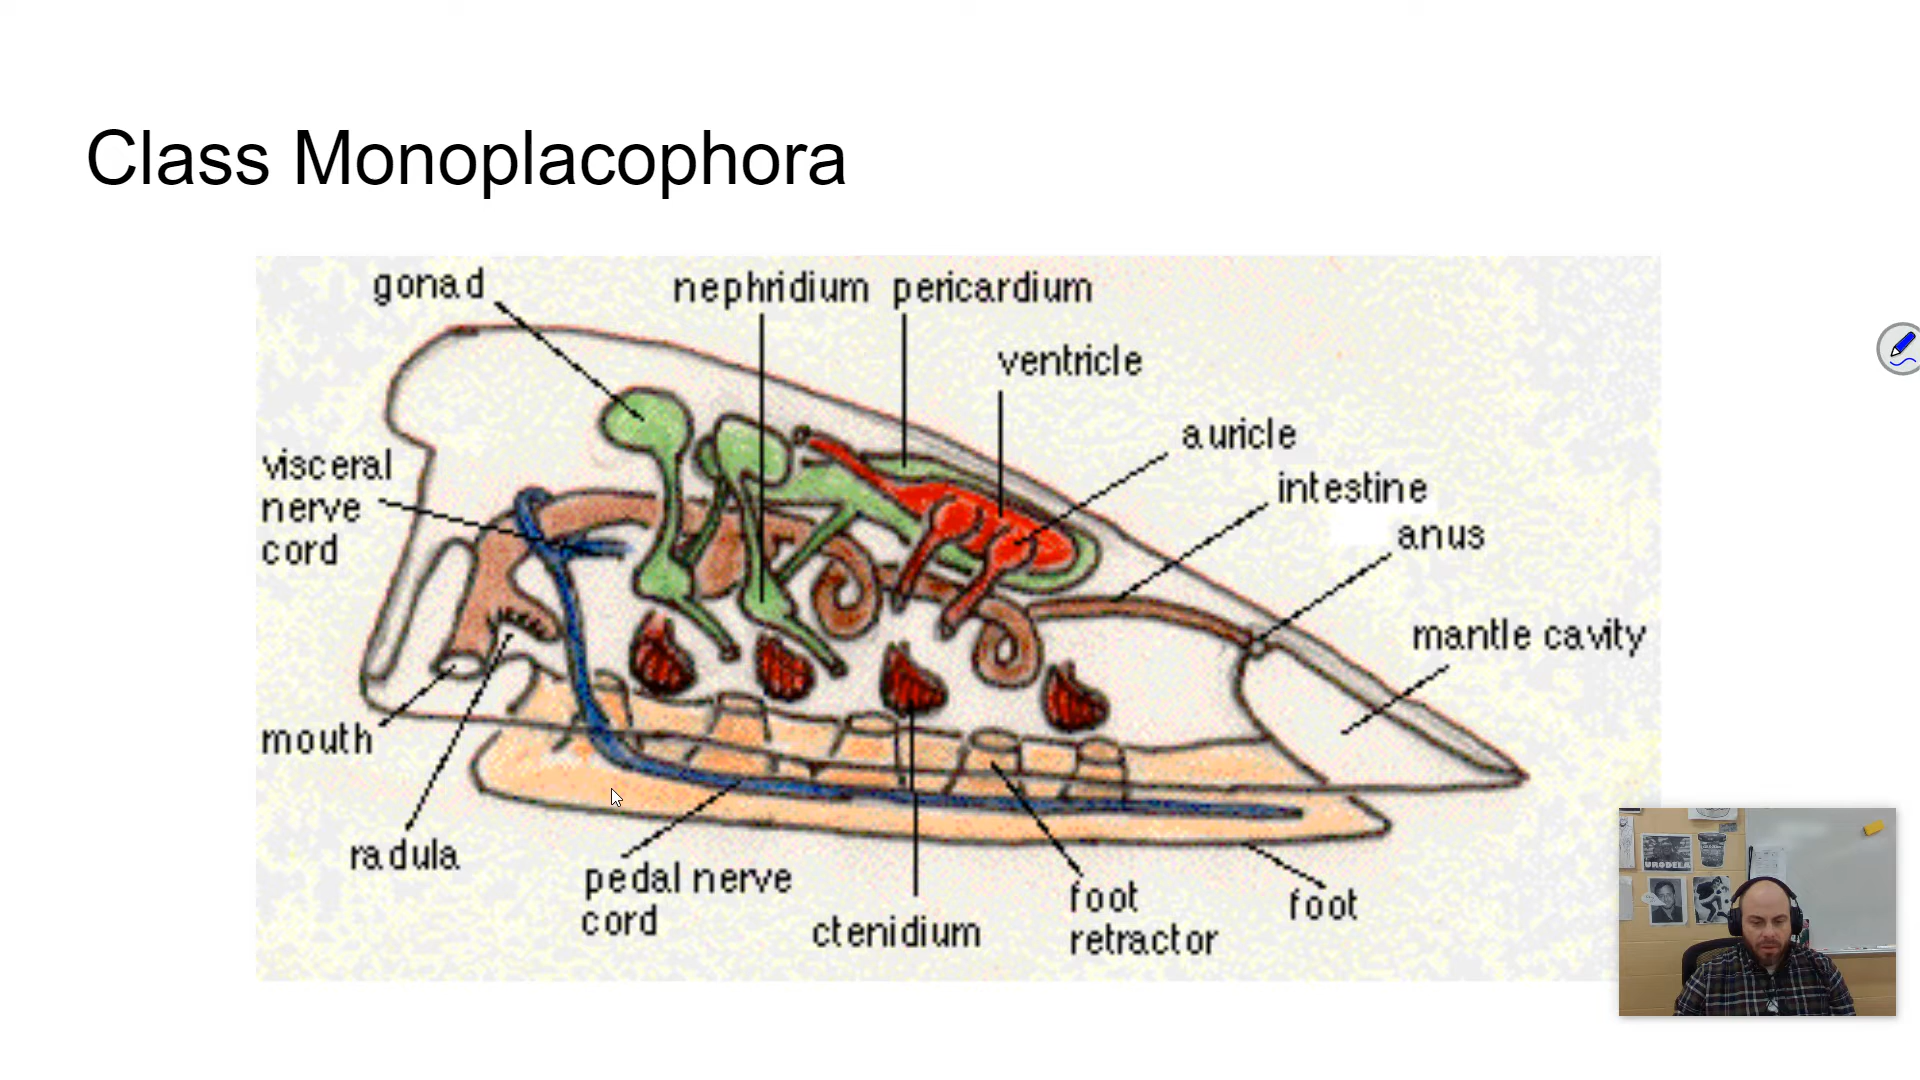 Class Monoplacophora
gonad
nephridium
pericardium
ventricle
auricle
visceral
nerve
cord
intestine
anus
mantle cavity
mouth
radula
pedal nerve
cord
ctenidium
foot
retractor
foot
URODELA